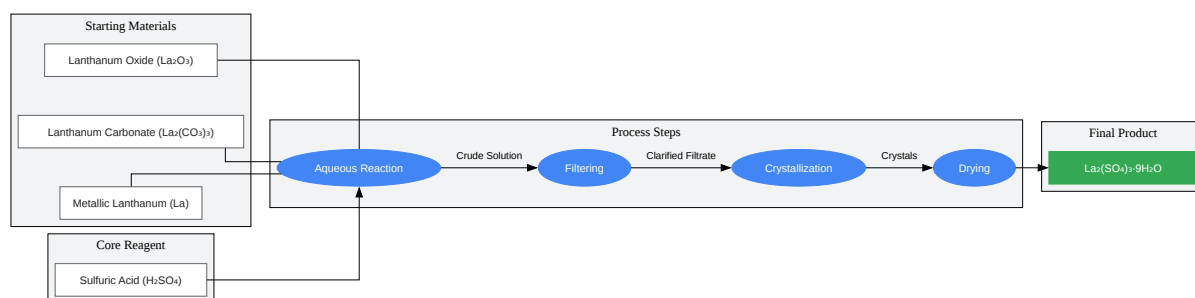 Starting Materials
Lanthanum Oxide (La₂O₃)
Lanthanum Carbonate (La₂(CO₃)₃)
Metallic Lanthanum (La)
Core Reagent
Sulfuric Acid (H₂SO₄)
Process Steps
Aqueous Reaction
Crude Solution
Filtering
Clarified Filtrate
Crystallization
Crystals
Drying
Final Product
La₂(SO₄)₃·9H₂O